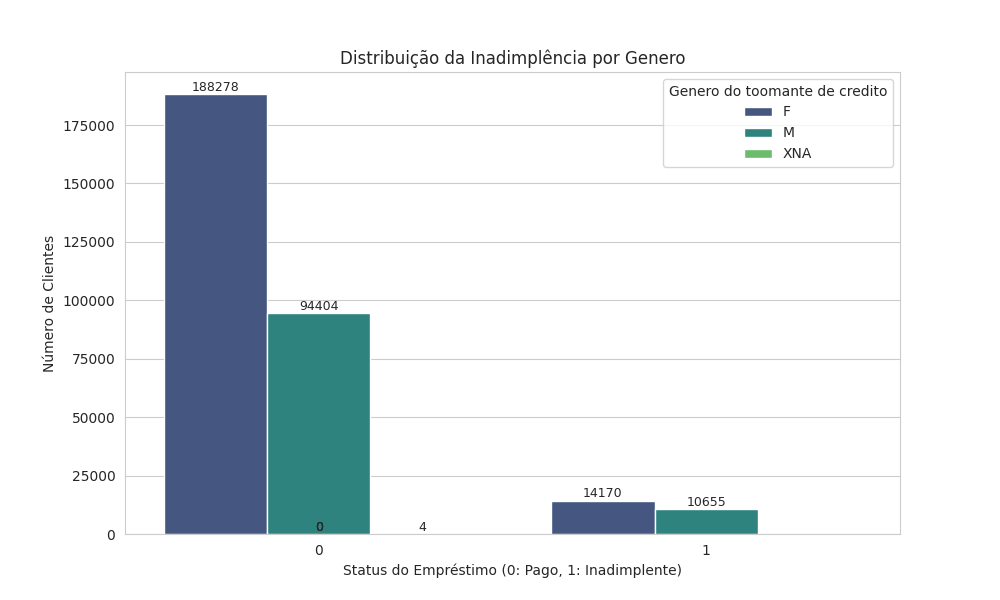 Distribuição da Inadimplência por Genero
Genero do toomante de credito
F
M
XNA
Número de Clientes
175000
150000
125000
100000
75000
50000
25000
0
188278
94404
0
4
14170
10655
0
1
Status do Empréstimo (0: Pago, 1: Inadimplente)